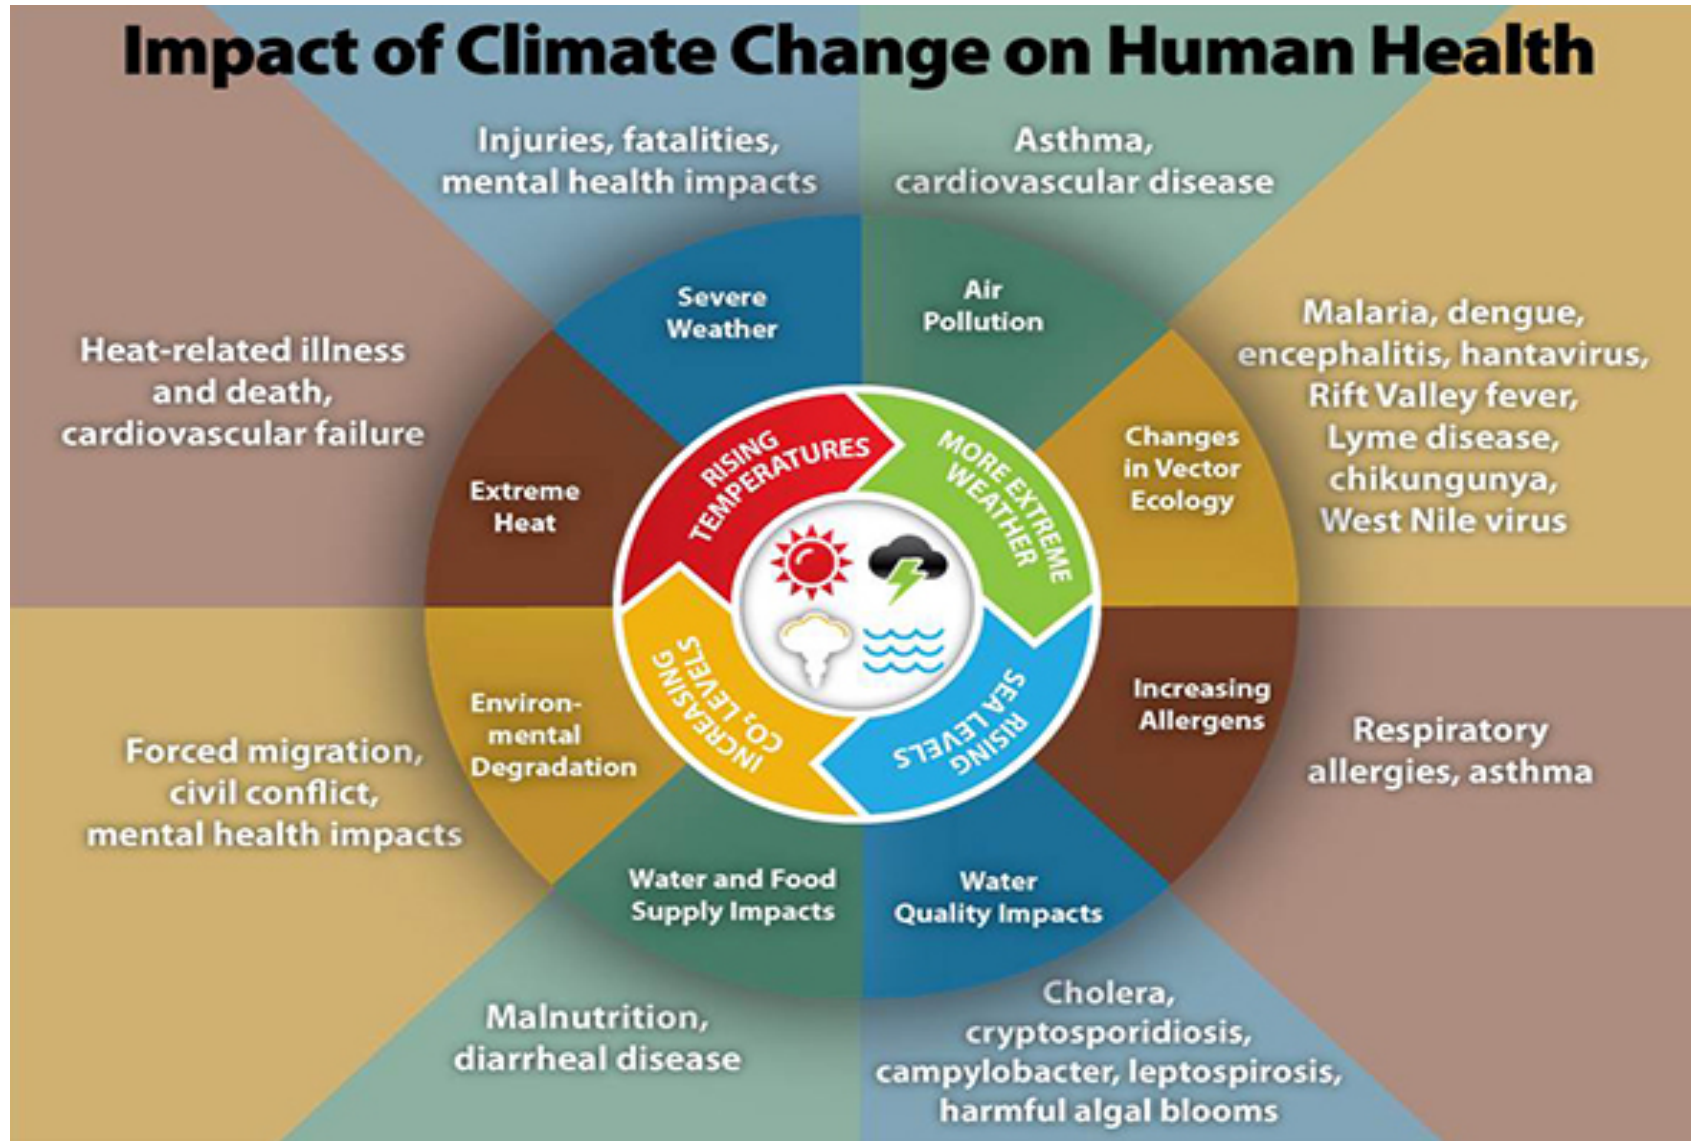 Impact of Climate Change on Human Health
Injuries, fatalities,
mental health impacts
Asthma,
cardiovascular disease
Malaria, dengue,
encephalitis, hantavirus,
Rift Valley fever,
Lyme disease,
chikungunya,
West Nile virus
Respiratory
allergies, asthma
Cholera,
cryptosporidiosis,
campylobacter, leptospirosis,
harmful algal blooms
Malnutrition,
diarrheal disease
Forced migration,
civil conflict,
mental health impacts
Heat-related illness
and death,
cardiovascular failure
Severe
Weather
Air
Pollution
Changes
in Vector
Ecology
Increasing
Allergens
Water
Quality Impacts
Water and Food
Supply Impacts
Environ-
mental
Degradation
Extreme
Heat
RISING
TEMPERATURES
MORE EXTREME
WEATHER
RISING
SEA LEVELS
INCREASING
CO₂ LEVELS